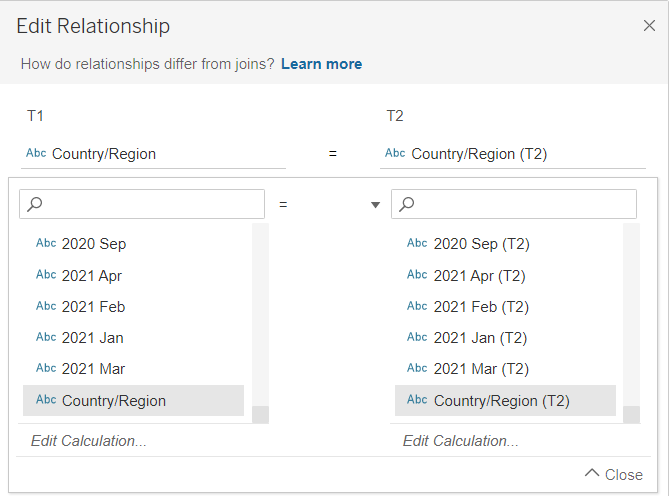 Edit Relationship
How do relationships differ from joins? Learn more
T1 T2
Abc Country/Region = Abc Country/Region (T2)
=
Abc 2020 Sep Abc 2020 Sep (T2)
Abc 2021 Apr Abc 2021 Apr (T2)
Abc 2021 Feb Abc 2021 Feb (T2)
Abc 2021 Jan Abc 2021 Jan (T2)
Abc 2021 Mar Abc 2021 Mar (T2)
Abc Country/Region Abc Country/Region (T2)
Edit Calculation... Edit Calculation...
Close